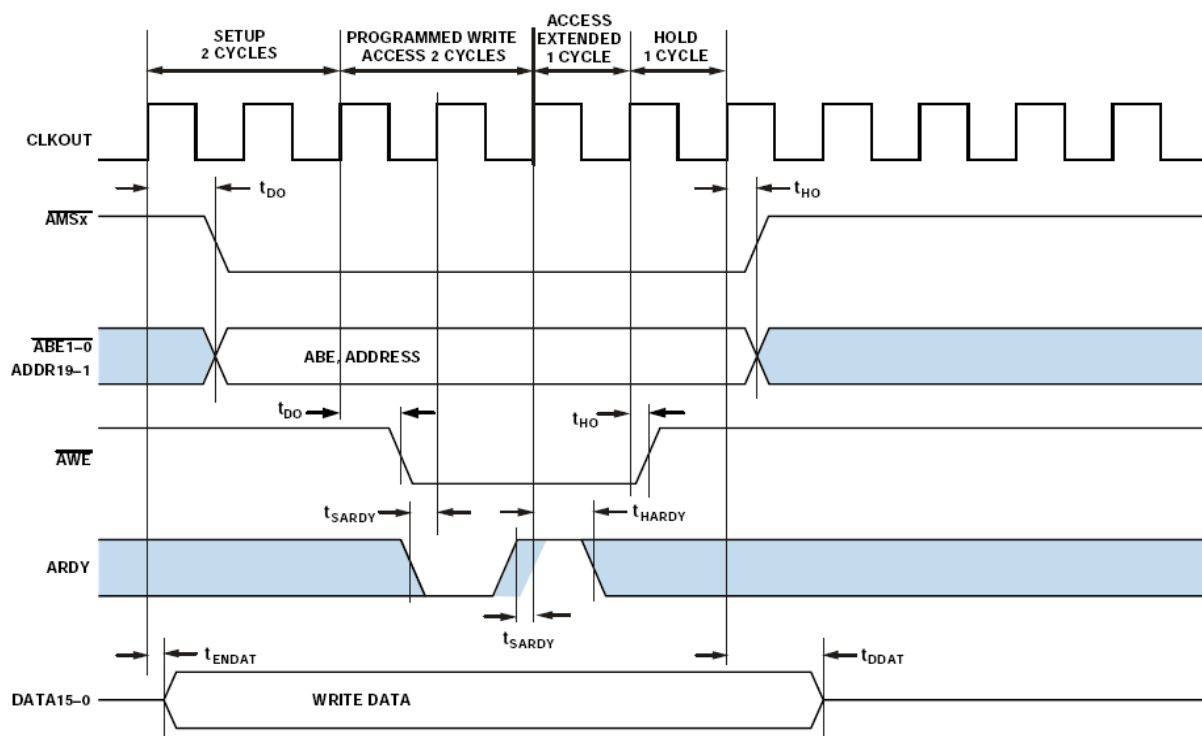 SETUP
2 CYCLES
PROGRAMMED WRITE
ACCESS 2 CYCLES
ACCESS
EXTENDED
1 CYCLE
HOLD
1 CYCLE
CLKOUT
tDO
tHO
AMSx
ABE1–0
ADDR19–1
ABE, ADDRESS
tDO
tHO
AWE
tSARDY
tHARDY
ARDY
tSARDY
tENDAT
tDDAT
DATA15–0
WRITE DATA